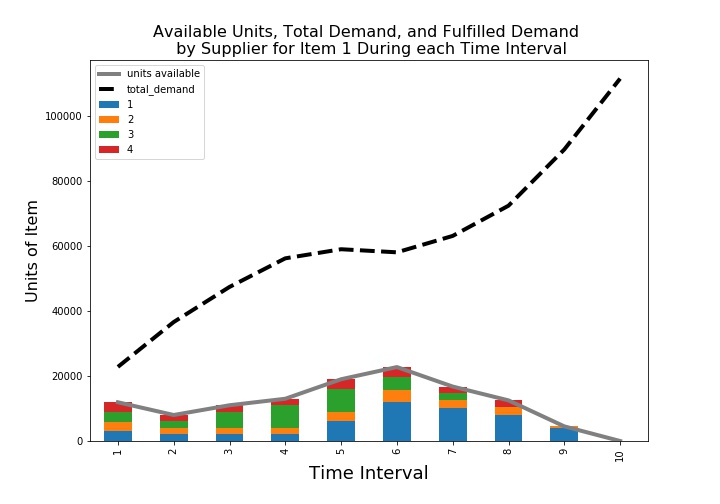 Available Units, Total Demand, and Fulfilled Demand
by Supplier for Item 1 During each Time Interval
units available
total_demand
1
2
3
4
Units of Item
100000
80000
60000
40000
20000
0
1 2 3 4 5 6 7 8 9 10
Time Interval